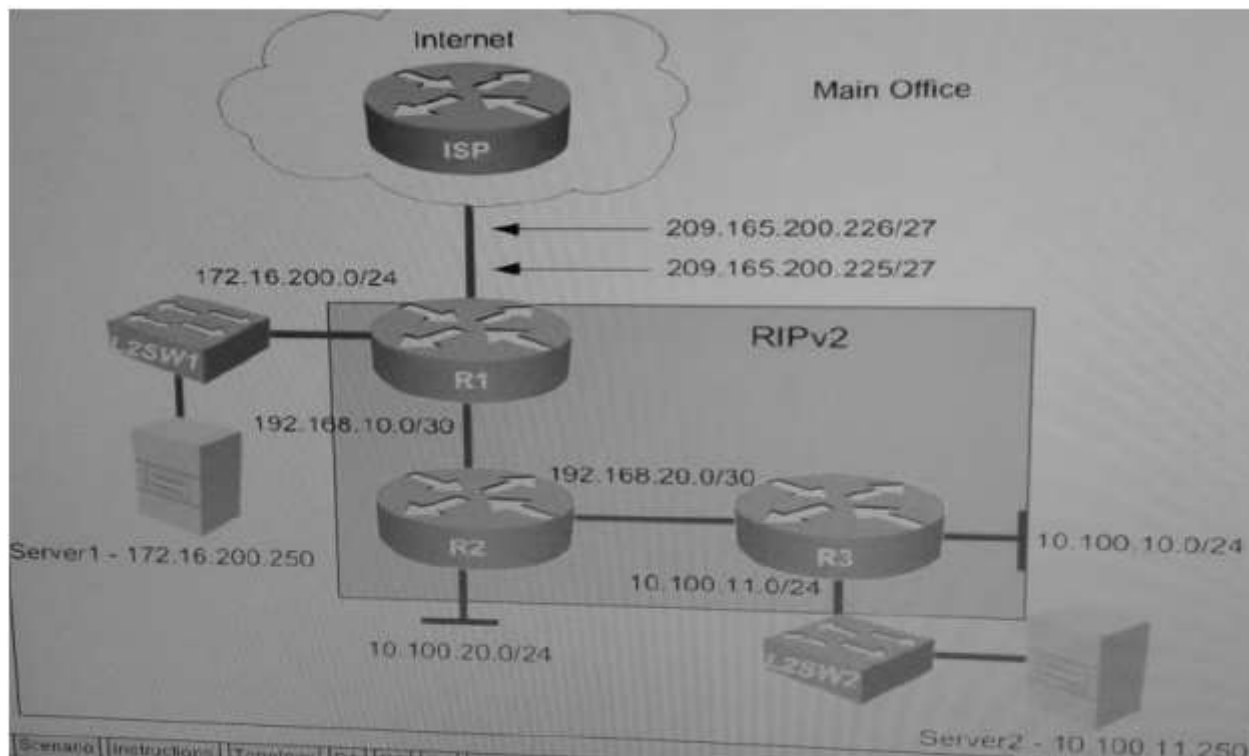 Internet
Main Office
ISP
209.165.200.226/27
209.165.200.225/27
172.16.200.0/24
RIPv2
L2SW1
R1
192.168.10.0/30
192.168.20.0/30
R2
R3
Server1 - 172.16.200.250
10.100.10.0/24
10.100.11.0/24
10.100.20.0/24
L2SW2
Server2 - 10.100.11.250
Scenario Instructions Topology